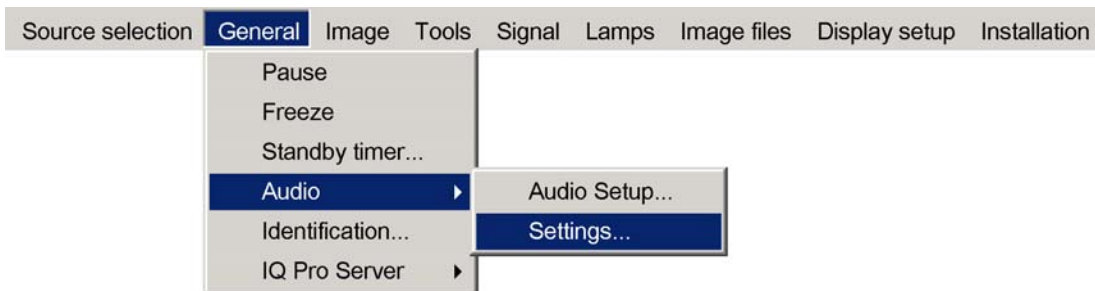 Source selection General Image Tools Signal Lamps Image files Display setup Installation
Pause
Freeze
Standby timer...
Audio
Audio Setup...
Identification...
Settings...
IQ Pro Server